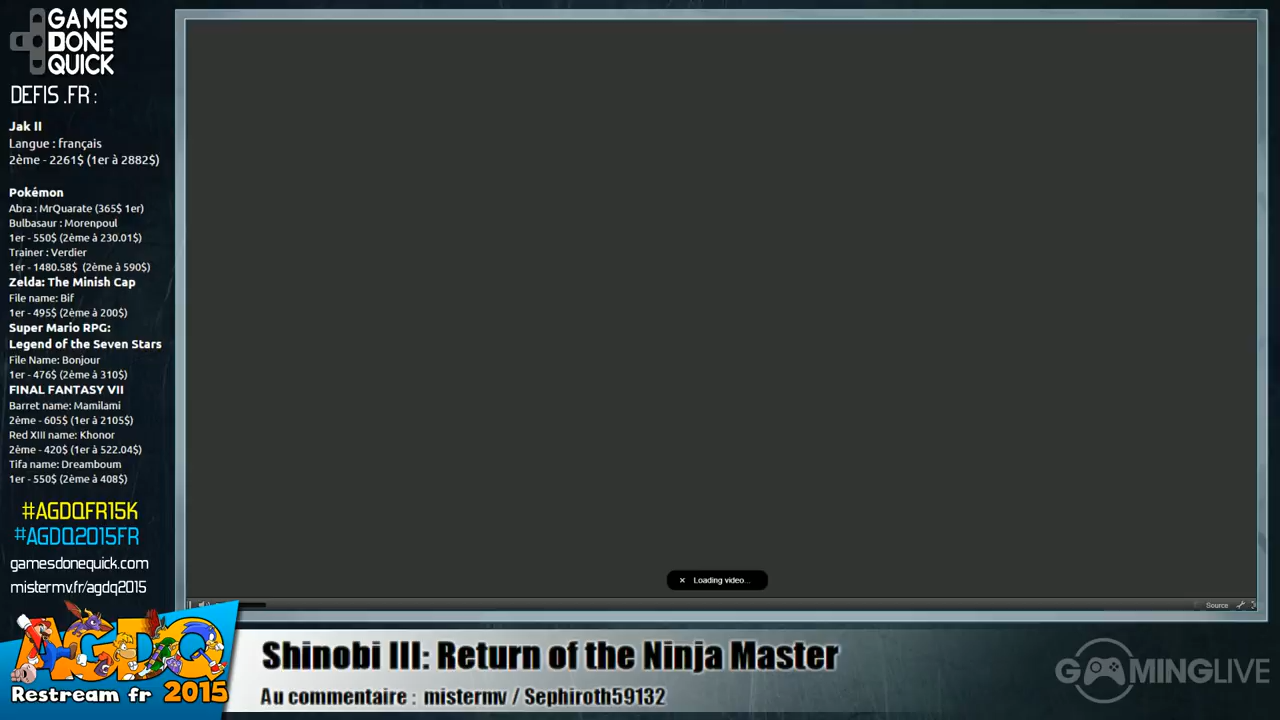 GAMES
DONE
QUICK
DEFIS .FR :
Jak II
Langue : français
2ème - 2261$ (1er à 2882$)
Pokémon
Abra : MrQuarate (365$ 1er)
Bulbasaur : Morenpoul
1er - 550$ (2ème à 230.01$)
Trainer : Verdier
1er - 1480.58$ (2ème à 590$)
Zelda: The Minish Cap
File name: Bif
1er - 495$ (2ème à 200$)
Super Mario RPG:
Legend of the Seven Stars
File Name: Bonjour
1er - 476$ (2ème à 310$)
FINAL FANTASY VII
Barret name: Mamilami
2ème - 605$ (1er à 2105$)
Red XIII name: Khonor
2ème - 420$ (1er à 522.04$)
Tifa name: Dreamboum
1er - 550$ (2ème à 408$)
#AGDQFR15K
#AGDQ2015FR
gamesdonequick.com
mistermv.fr/agdq2015
AGDQ
Restream fr 2015
Loading video...
Source
Shinobi III: Return of the Ninja Master
Au commentaire : mistermv / Sephiroth59132
GAMINGLIVE